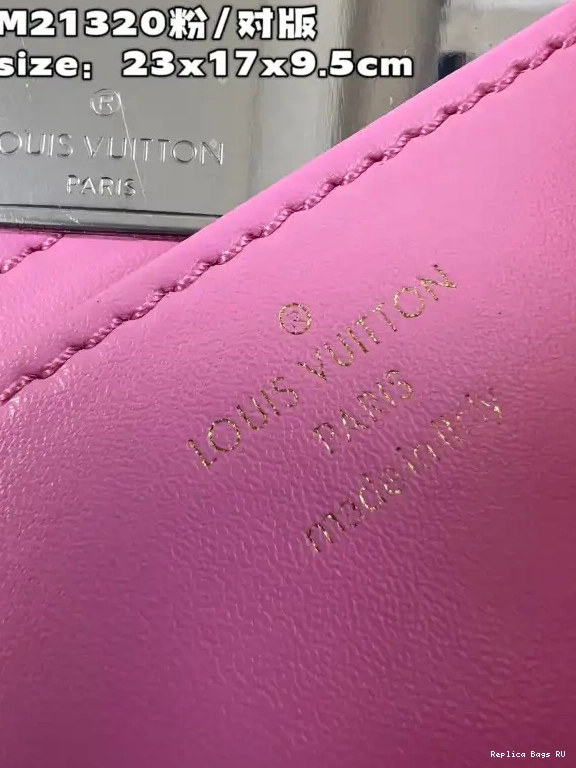 M21320粉/对版
size：23x17x9.5cm
®
LOUIS VUITTON
PARIS
®
LOUIS VUITTON
PARIS
made in Italy
Replica Bags RU